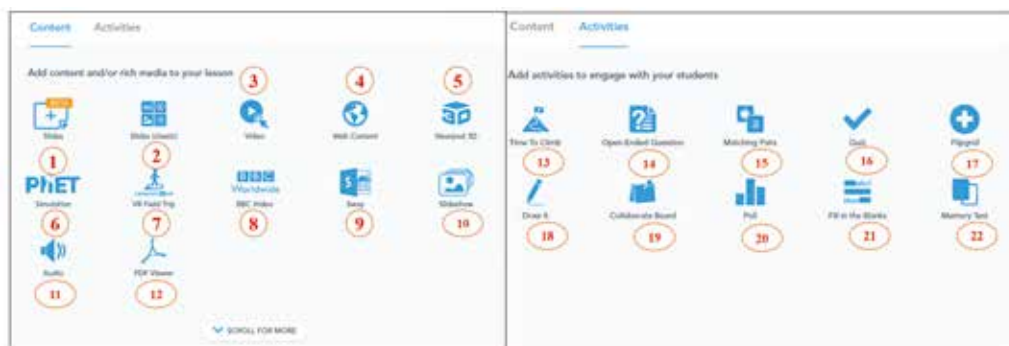 Content Activities
Add content and/or rich media to your lesson
3 4 5
BETA
Slides Slides (classic) Video Web Content Nearpod 3D
1 2
PhET BBC
Worldwide
Simulation VR Field Trip BBC Video Sway Slideshow
6 7 8 9 10
Audio PDF Viewer
11 12
SCROLL FOR MORE
Content Activities
Add activities to engage with your students
Time To Climb Open-Ended Question Matching Pairs Quiz Flipgrid
13 14 15 16 17
Draw It Collaborate Board Poll Fill in the Blanks Memory Test
18 19 20 21 22